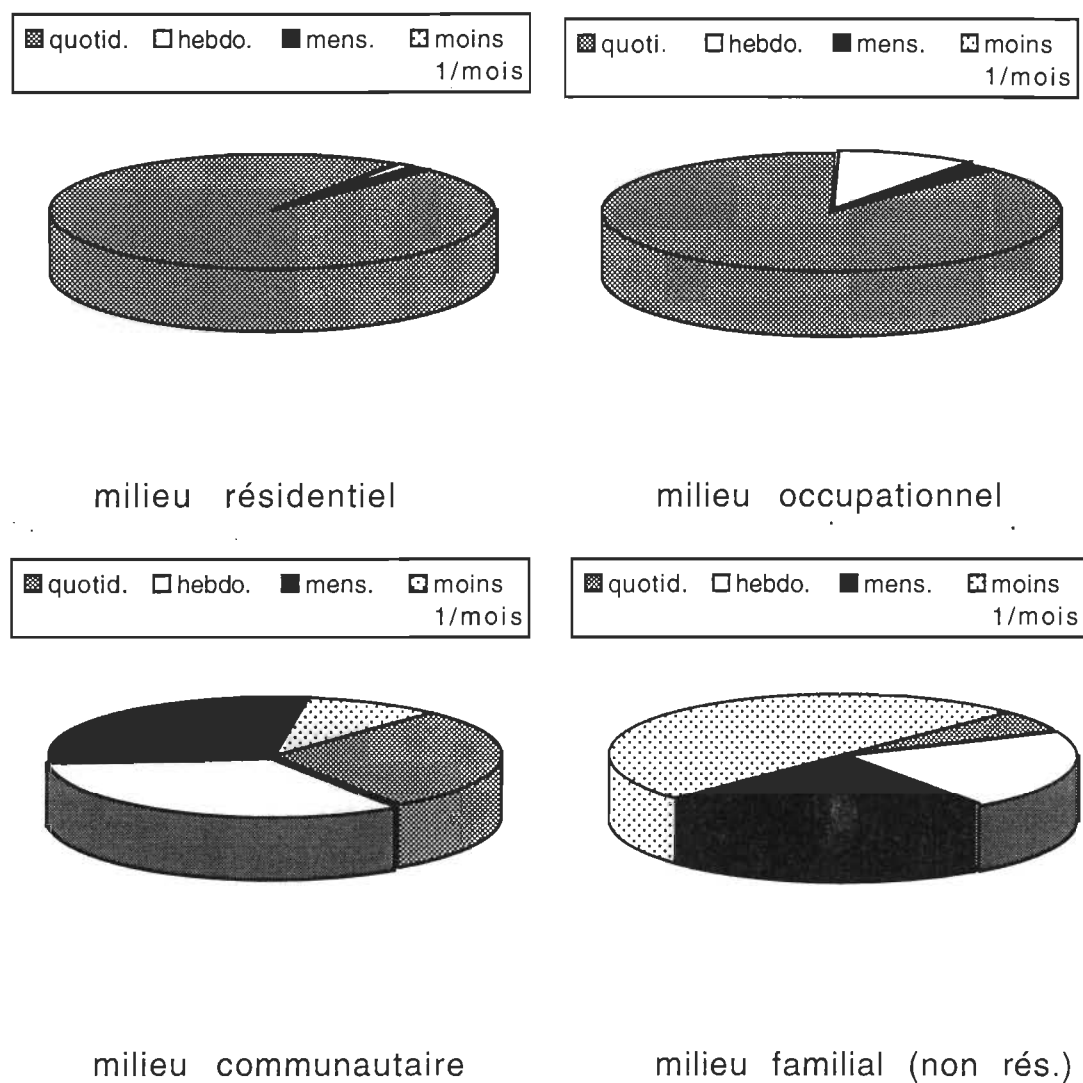 quotid. hebdo. mens. moins
1/mois
quoti. hebdo. mens. moins
1/mois
milieu résidentiel
milieu occupationnel
quotid. hebdo. mens. moins
1/mois
quotid. hebdo. mens. moins
1/mois
milieu communautaire
milieu familial (non rés.)